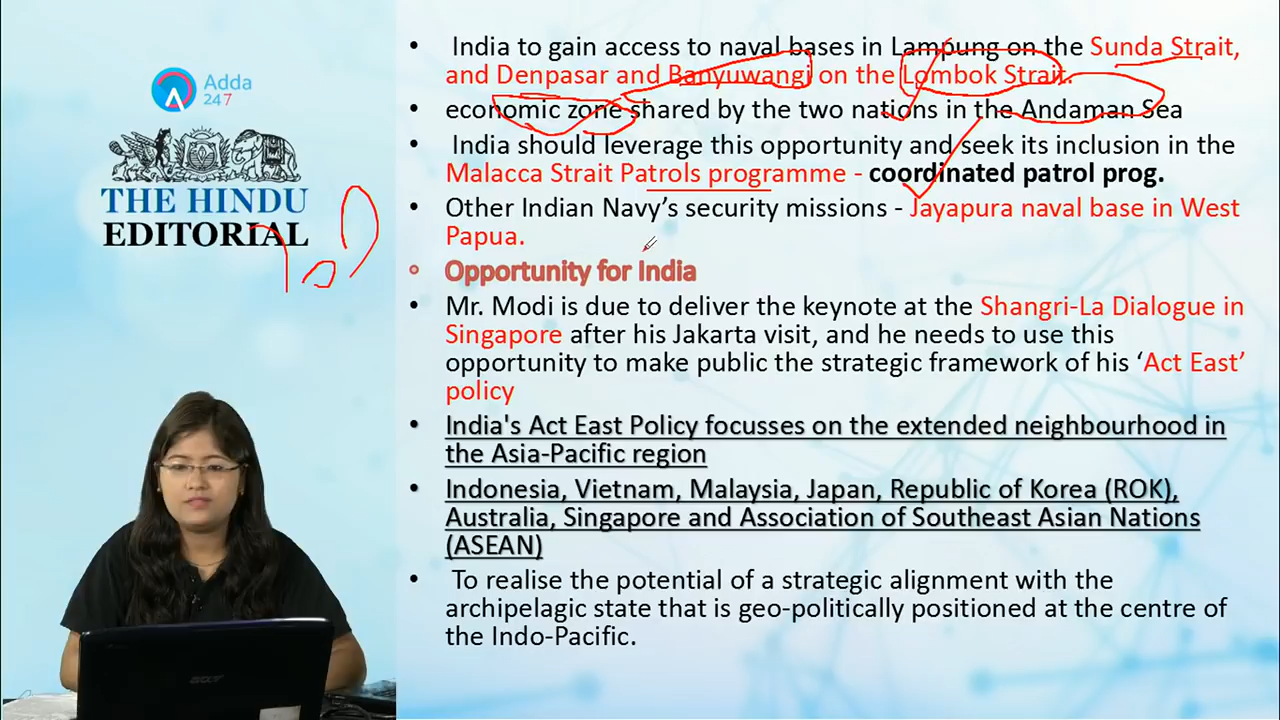 Adda
247
THE HINDU
EDITORIAL
• India to gain access to naval bases in Lampung on the Sunda Strait,
and Denpasar and Banyuwangi on the Lombok Strait.
• economic zone shared by the two nations in the Andaman Sea
• India should leverage this opportunity and seek its inclusion in the
Malacca Strait Patrols programme - coordinated patrol prog.
• Other Indian Navy's security missions - Jayapura naval base in West
Papua.
• Opportunity for India
• Mr. Modi is due to deliver the keynote at the Shangri-La Dialogue in
Singapore after his Jakarta visit, and he needs to use this
opportunity to make public the strategic framework of his ‘Act East’
policy
• India's Act East Policy focusses on the extended neighbourhood in
the Asia-Pacific region
• Indonesia, Vietnam, Malaysia, Japan, Republic of Korea (ROK),
Australia, Singapore and Association of Southeast Asian Nations
(ASEAN)
• To realise the potential of a strategic alignment with the
archipelagic state that is geo-politically positioned at the centre of
the Indo-Pacific.
acer